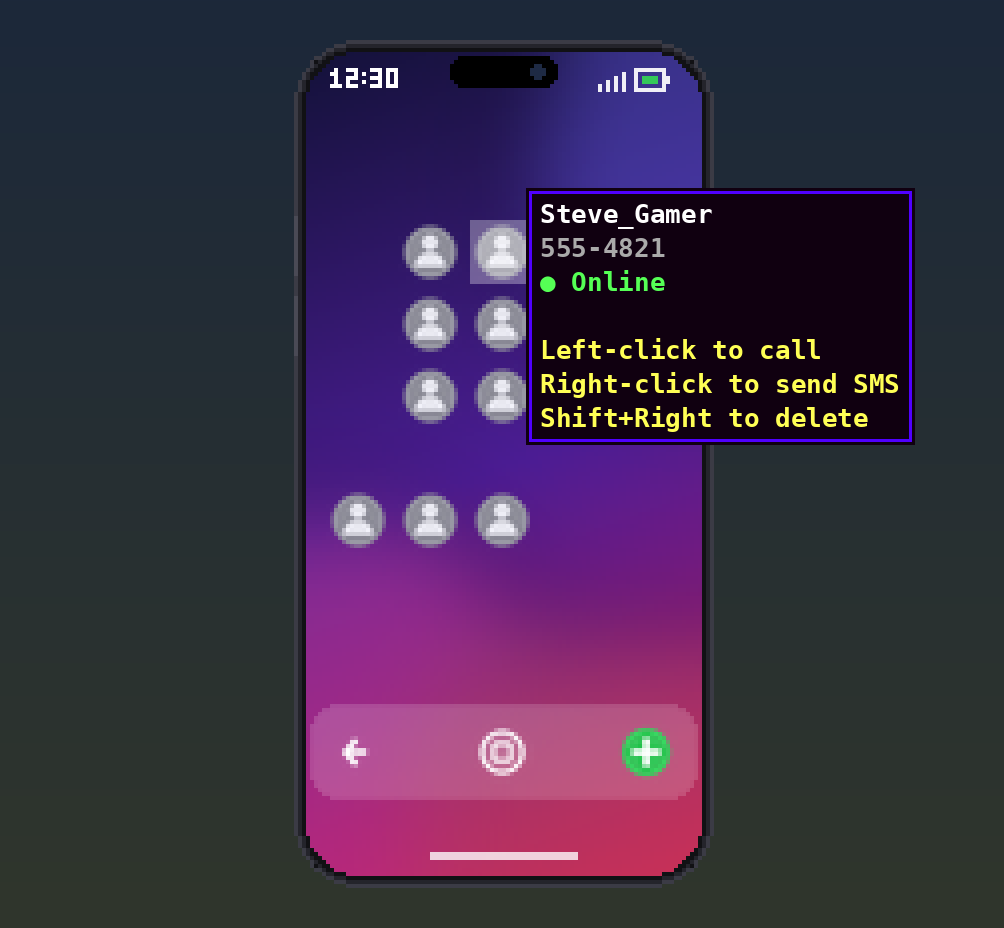 12:30
Steve_Gamer
555-4821
● Online
Left-click to call
Right-click to send SMS
Shift+Right to delete